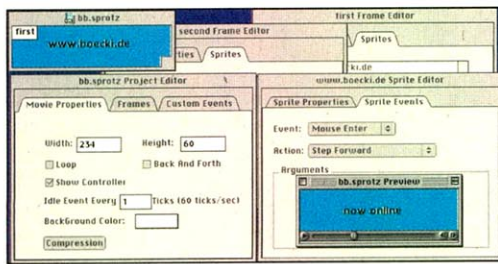 bb.sprotz
first
www.boecki.de
second Frame Editor
ties
Sprites
first Frame Editor
Sprites
ki.de
bb.sprotz Project Editor
Movie Properties
Frames
Custom Events
Width: 234
Height: 60
Loop
Back And Forth
Show Controller
Idle Event Every 1 Ticks (60 ticks/sec)
BackGround Color:
Compression
www.boecki.de Sprite Editor
Sprite Properties
Sprite Events
Event: Mouse Enter
Action: Step Forward
Arguments
bb.sprotz Preview
now online